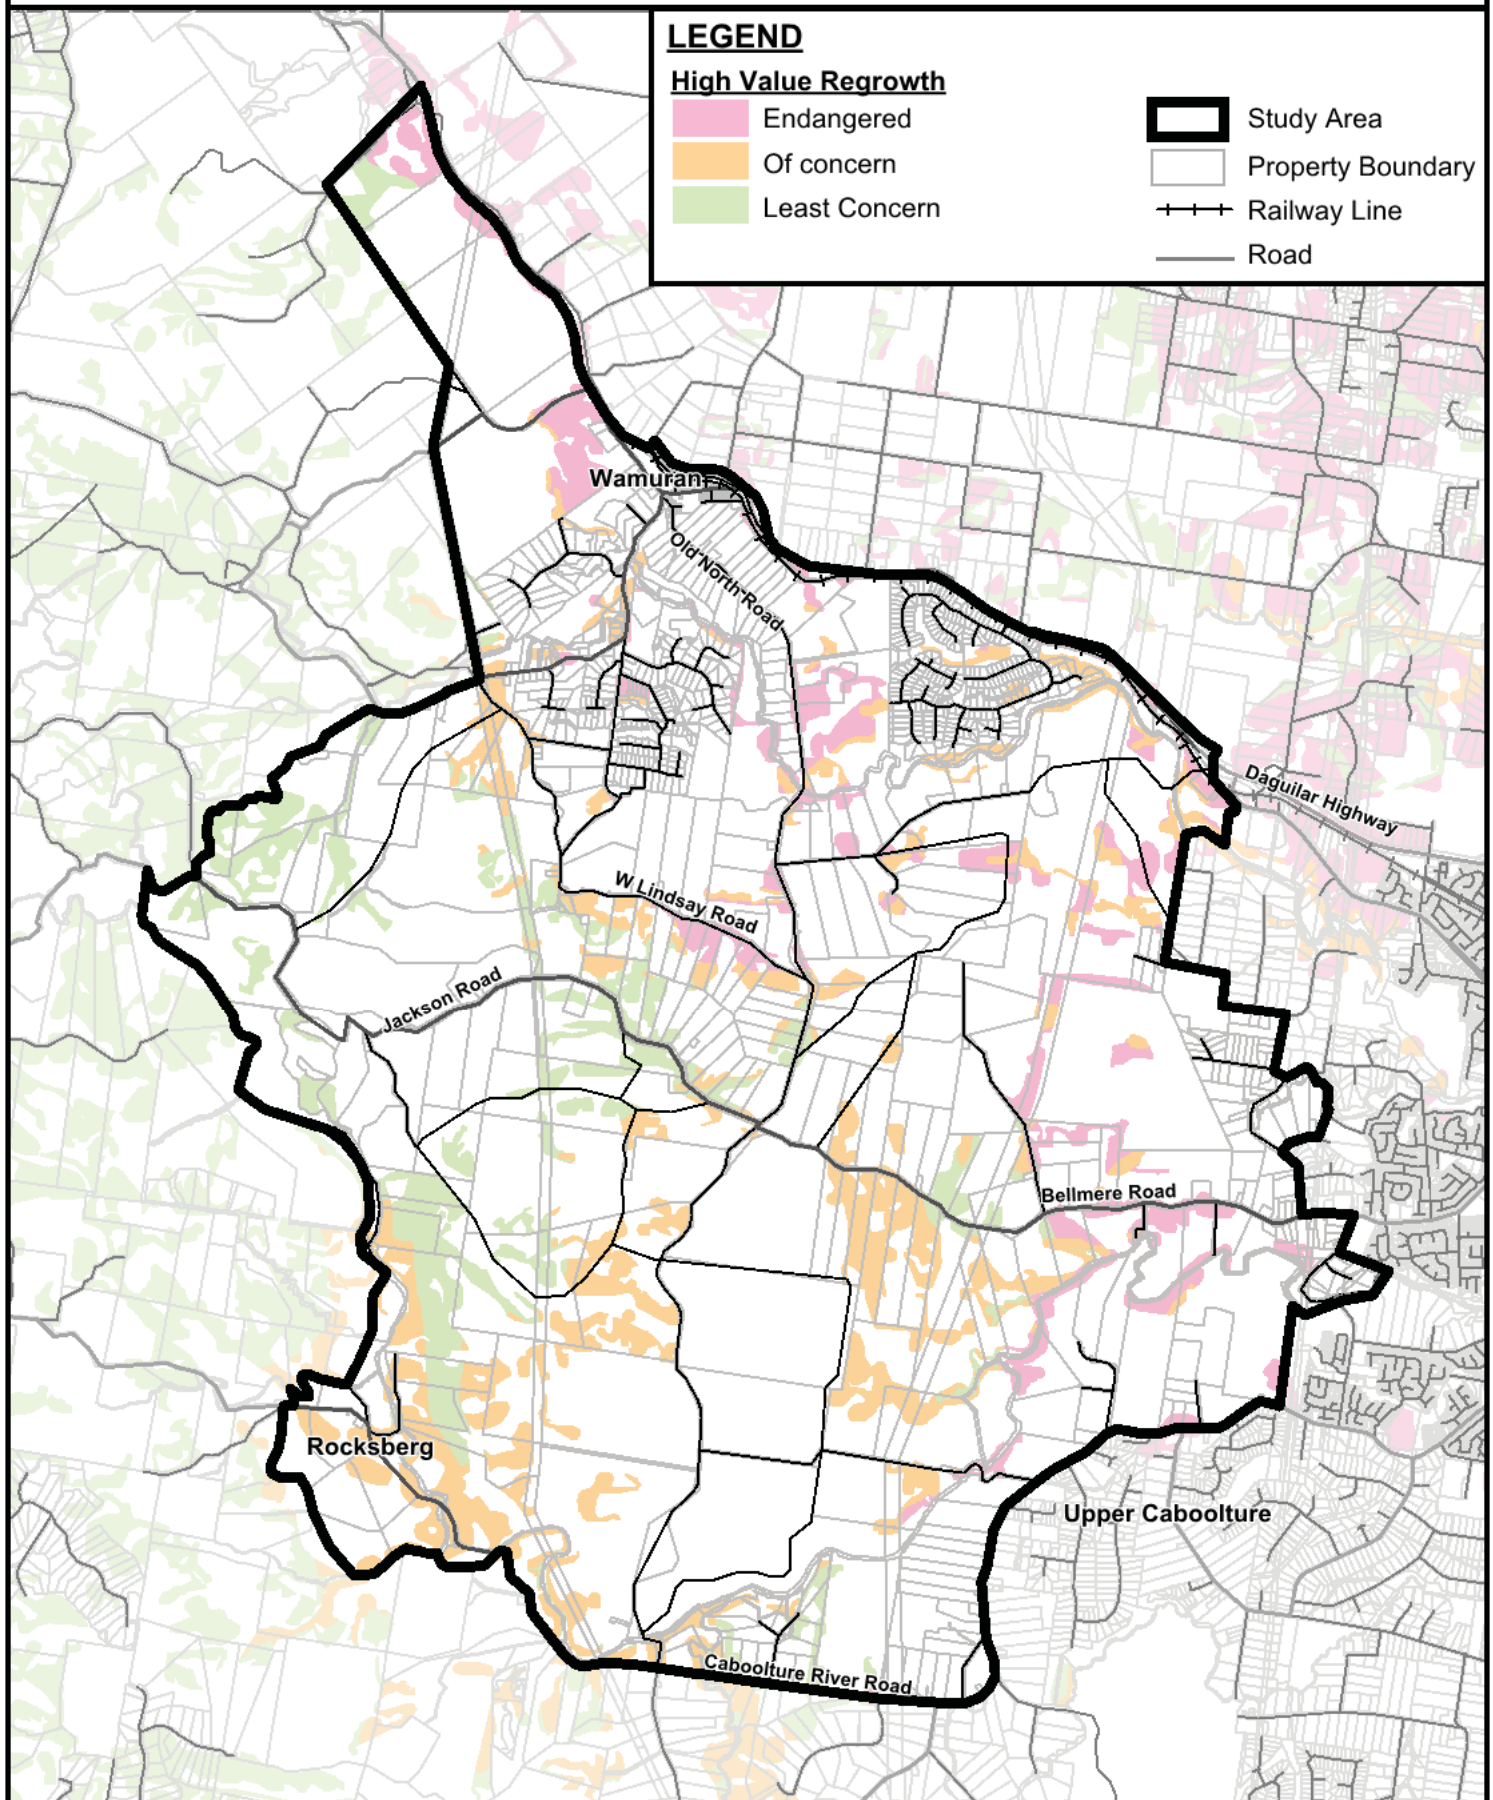 LEGEND
High Value Regrowth
Endangered
Of concern
Least Concern
Study Area
Property Boundary
Railway Line
Road
Wamuran
Old North Road
Daguilar Highway
W Lindsay Road
Jackson Road
Bellmere Road
Rocksberg
Upper Caboolture
Caboolture River Road